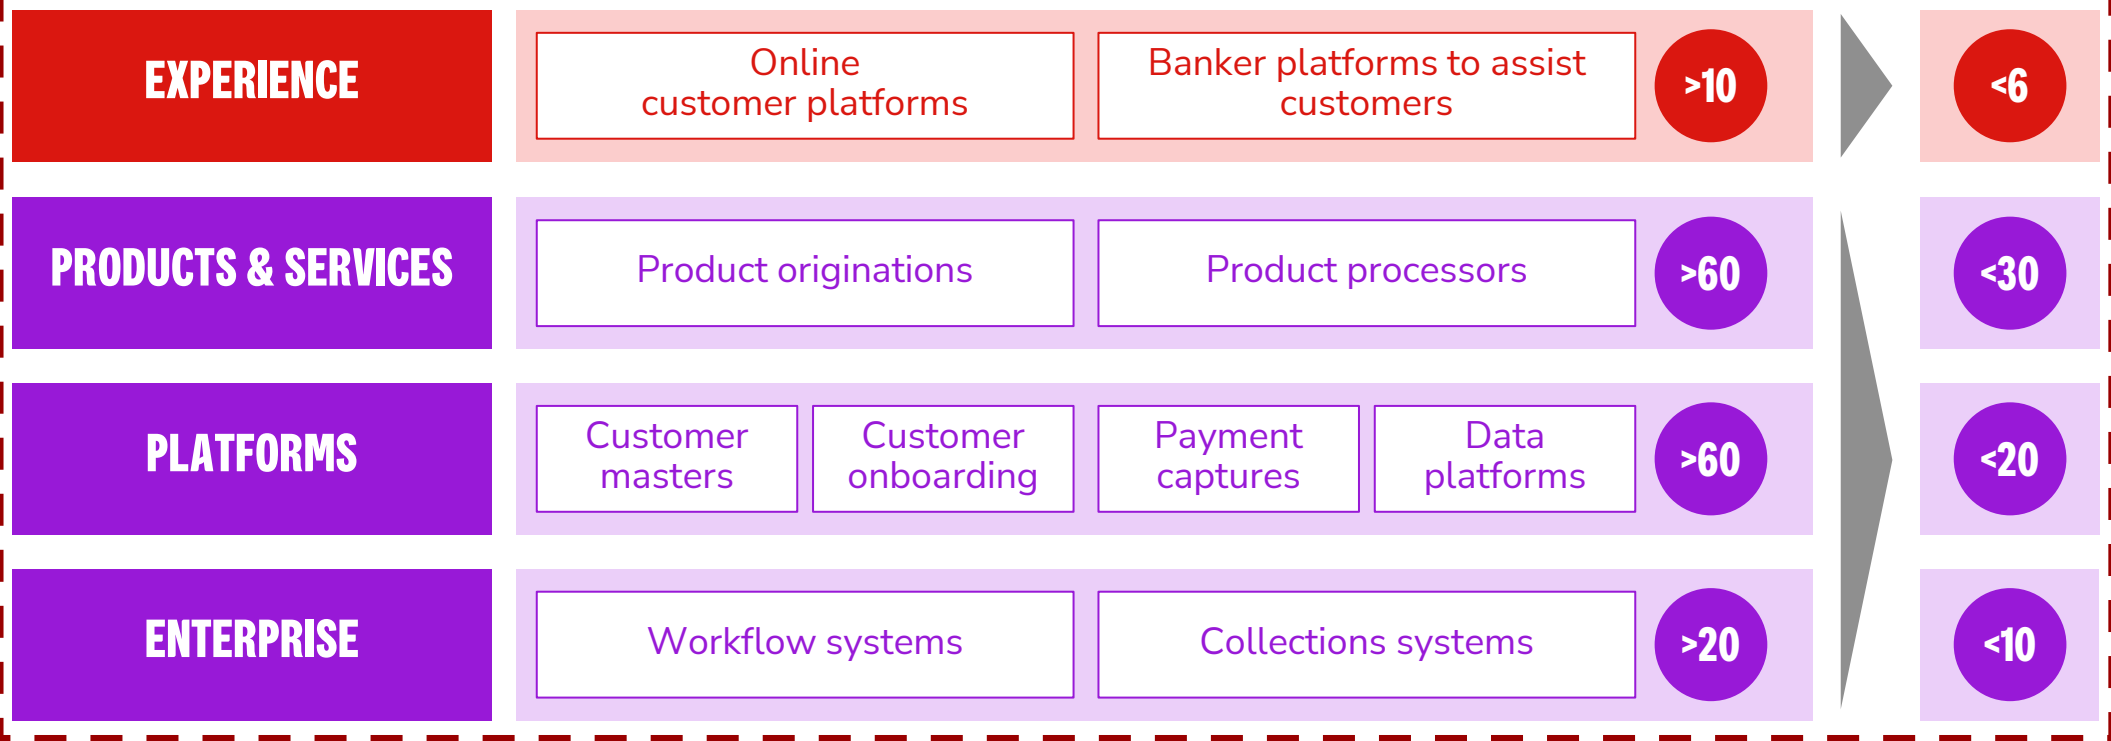 EXPERIENCE
Online
customer platforms
Banker platforms to assist
customers
>10
<6
PRODUCTS & SERVICES
Product originations
Product processors
>60
<30
PLATFORMS
Customer
masters
Customer
onboarding
Payment
captures
Data
platforms
>60
<20
ENTERPRISE
Workflow systems
Collections systems
>20
<10